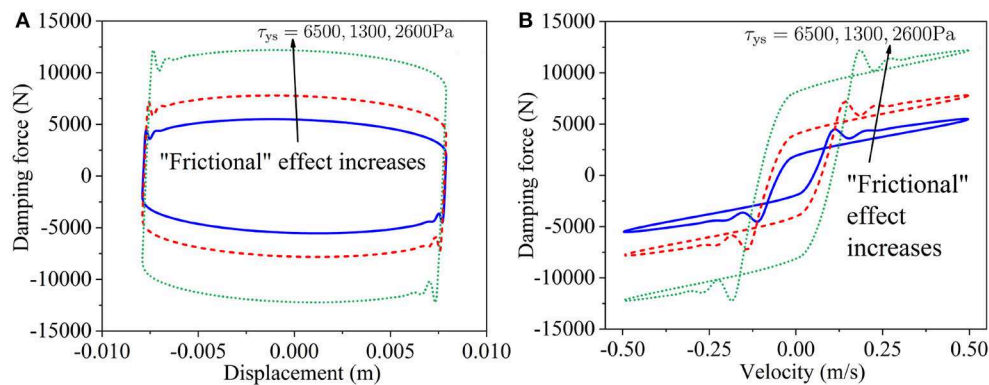 A
τys = 6500, 1300, 2600Pa
15000
10000
5000
0
-5000
-10000
-15000
Damping force (N)
"Frictional" effect increases
-0.010
-0.005
0.000
0.005
0.010
Displacement (m)
B
τys = 6500, 1300, 2600Pa
15000
10000
5000
0
-5000
-10000
-15000
Damping force (N)
"Frictional"
effect
increases
-0.50
-0.25
0.00
0.25
0.50
Velocity (m/s)